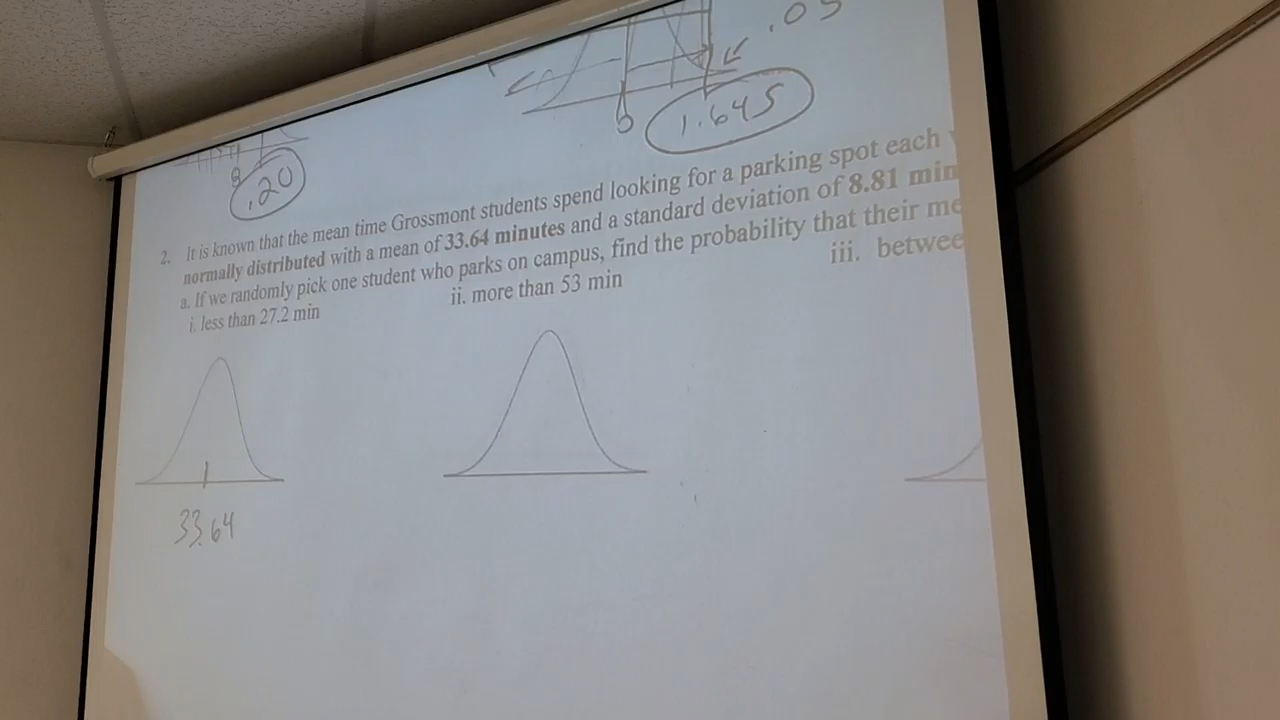 .05
1.645
.20
2. It is known that the mean time Grossmont students spend looking for a parking spot each
normally distributed with a mean of 33.64 minutes and a standard deviation of 8.81 min
a. If we randomly pick one student who parks on campus, find the probability that their me
i. less than 27.2 min ii. more than 53 min iii. betwee
33.64